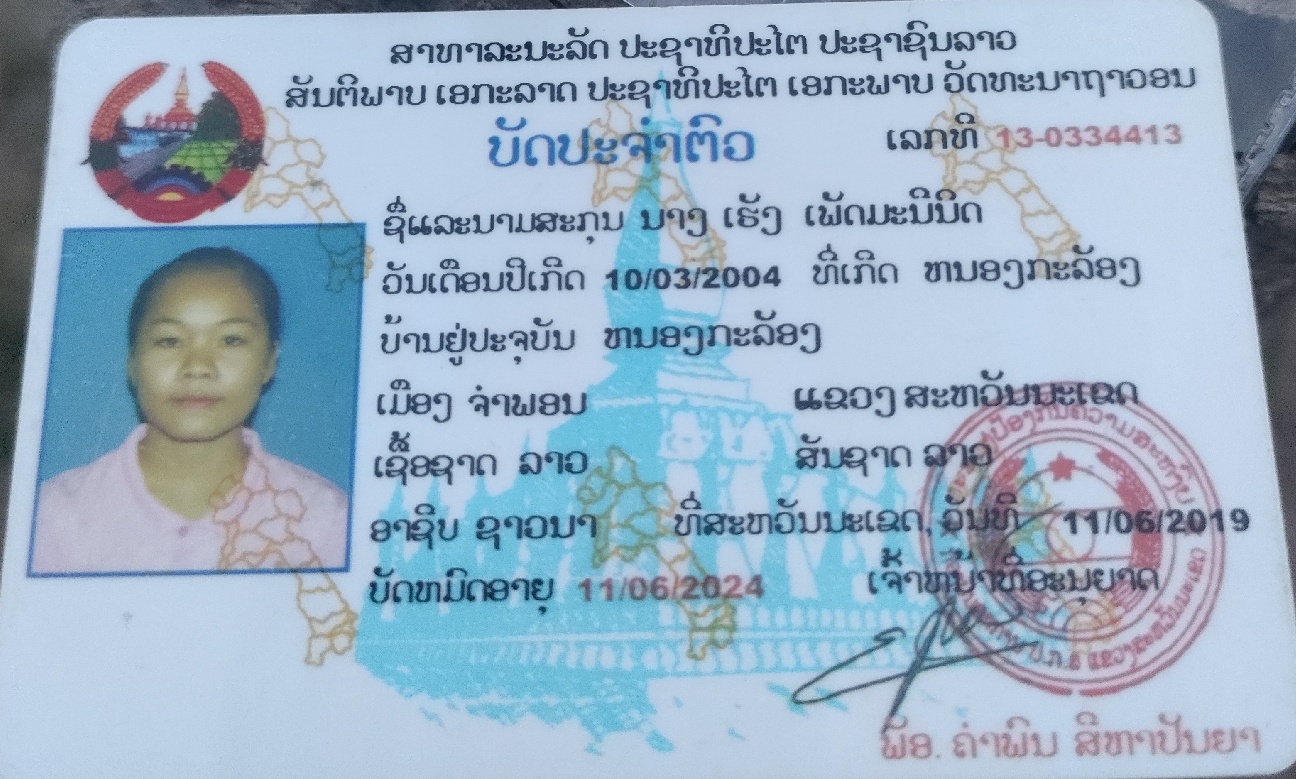 ສາທາລະນະລັດ ປະຊາທິປະໄຕ ປະຊາຊົນລາວ
ສັນຕິພາບ ເອກະລາດ ປະຊາທິປະໄຕ ເອກະພາບ ວັດທະນາຖາວອນ
ບັດປະຈຳຕົວ ເລກທີ 13-0334413
ຊື່ແລະນາມສະກຸນ ນາງ ເຮັງ ເພັດມະນີນິດ
ວັນເດືອນປີເກີດ 10/03/2004 ທີ່ເກີດ ຫນອງກະລ້ອງ
ບ້ານຢູ່ປະຈຸບັນ ຫນອງກະລ້ອງ
ເມືອງ ຈຳພອນ ແຂວງ ສະຫວັນນະເຂດ
ເຊື້ອຊາດ ລາວ ສັນຊາດ ລາວ
ອາຊີບ ຊາວນາ ທີ່ສະຫວັນນະເຂດ, ວັນທີ 11/06/2019
ບັດຫມົດອາຍຸ 11/06/2024 ເຈົ້າຫນ້າທີ່ອະນຸຍາດ
ພັອ. ຄຳພົນ ສີຫາປັນຍາ